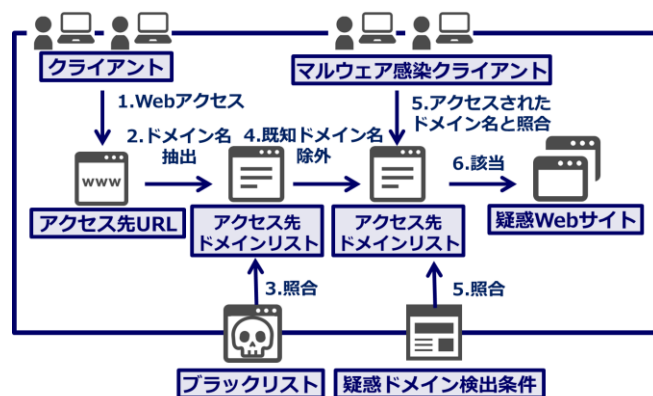 クライアント
マルウェア感染クライアント
1.Webアクセス
5.アクセスされた
ドメイン名と照合
2.ドメイン名
抽出
4.既知ドメイン名
除外
6.該当
www
アクセス先URL
アクセス先
ドメインリスト
アクセス先
ドメインリスト
疑惑Webサイト
3.照合
5.照合
ブラックリスト
疑惑ドメイン検出条件